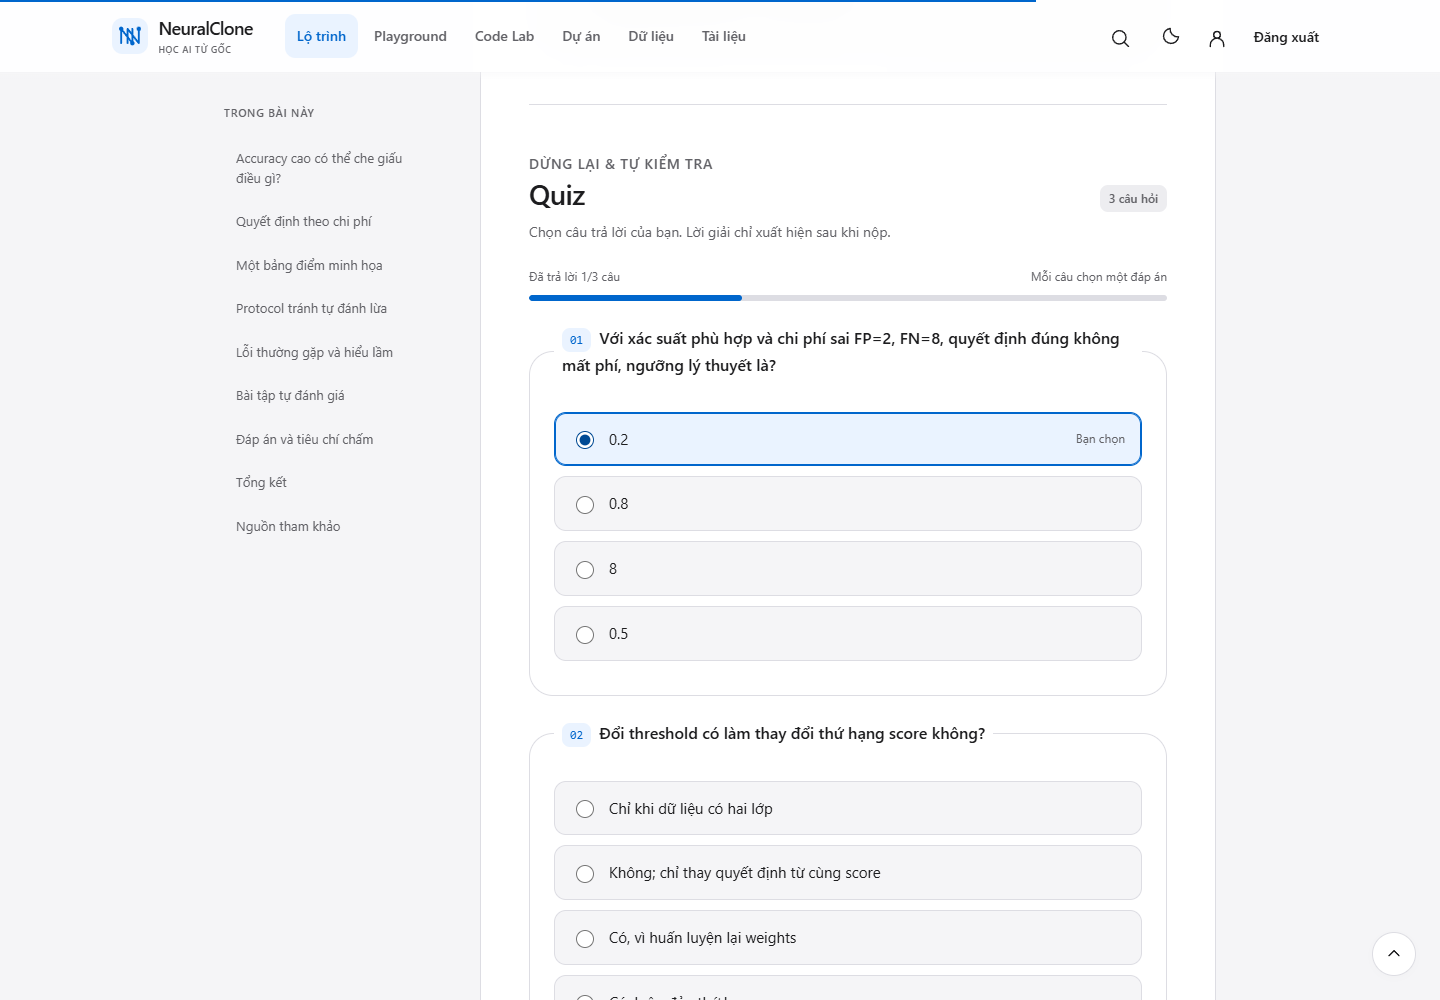 NeuralClone
HỌC AI TỪ GỐC
Lộ trình
Playground
Code Lab
Dự án
Dữ liệu
Tài liệu
Đăng xuất
TRONG BÀI NÀY
Accuracy cao có thể che giấu
điều gì?
Quyết định theo chi phí
Một bảng điểm minh họa
Protocol tránh tự đánh lừa
Lỗi thường gặp và hiểu lầm
Bài tập tự đánh giá
Đáp án và tiêu chí chấm
Tổng kết
Nguồn tham khảo
DỪNG LẠI & TỰ KIỂM TRA
Quiz
3 câu hỏi
Chọn câu trả lời của bạn. Lời giải chỉ xuất hiện sau khi nộp.
Đã trả lời 1/3 câu
Mỗi câu chọn một đáp án
01 Với xác suất phù hợp và chi phí sai FP=2, FN=8, quyết định đúng không
mất phí, ngưỡng lý thuyết là?
0.2
Bạn chọn
0.8
8
0.5
02 Đổi threshold có làm thay đổi thứ hạng score không?
Chỉ khi dữ liệu có hai lớp
Không; chỉ thay quyết định từ cùng score
Có, vì huấn luyện lại weights